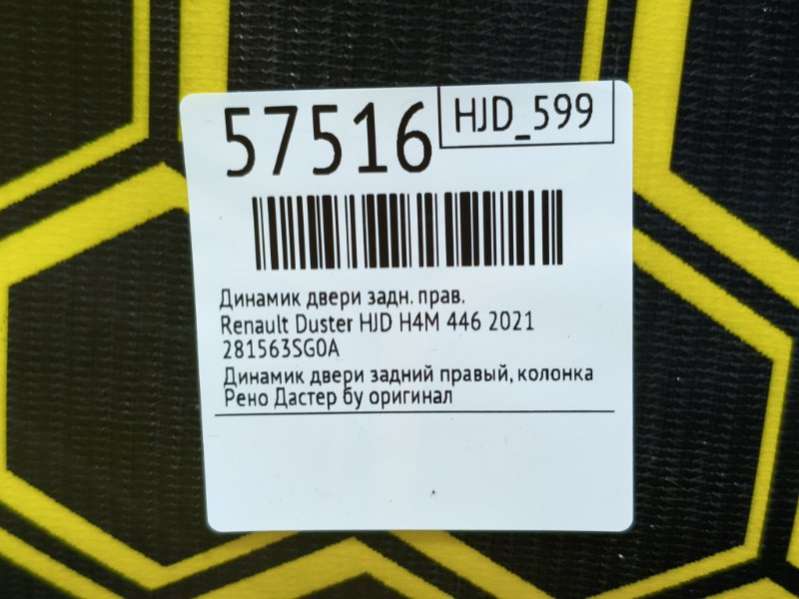 57516
HJD_599
Динамик двери задн. прав.
Renault Duster HJD H4M 446 2021
281563SG0A
Динамик двери задний правый, колонка
Рено Дастер бу оригинал